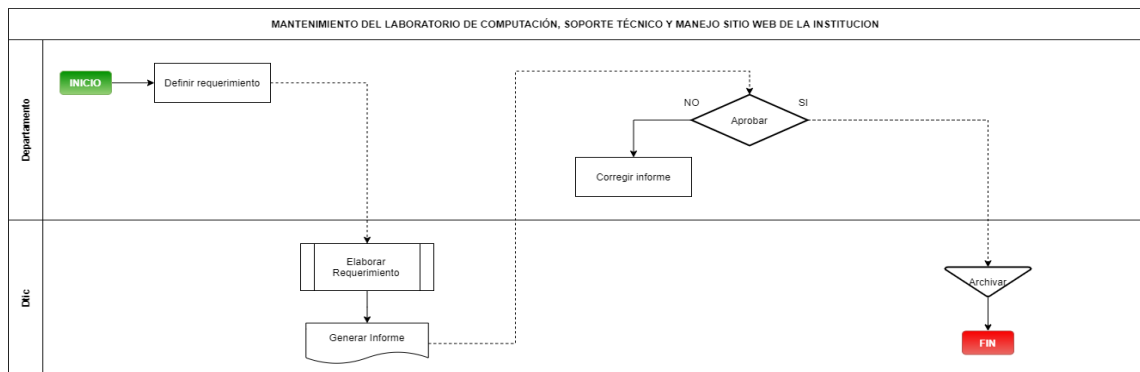 MANTENIMIENTO DEL LABORATORIO DE COMPUTACIÓN, SOPORTE TÉCNICO Y MANEJO SITIO WEB DE LA INSTITUCION
Departamento
INICIO
Definir requerimiento
NO
SI
Aprobar
Corregir informe
Dtic
Elaborar
Requerimiento
Archivar
Generar Informe
FIN